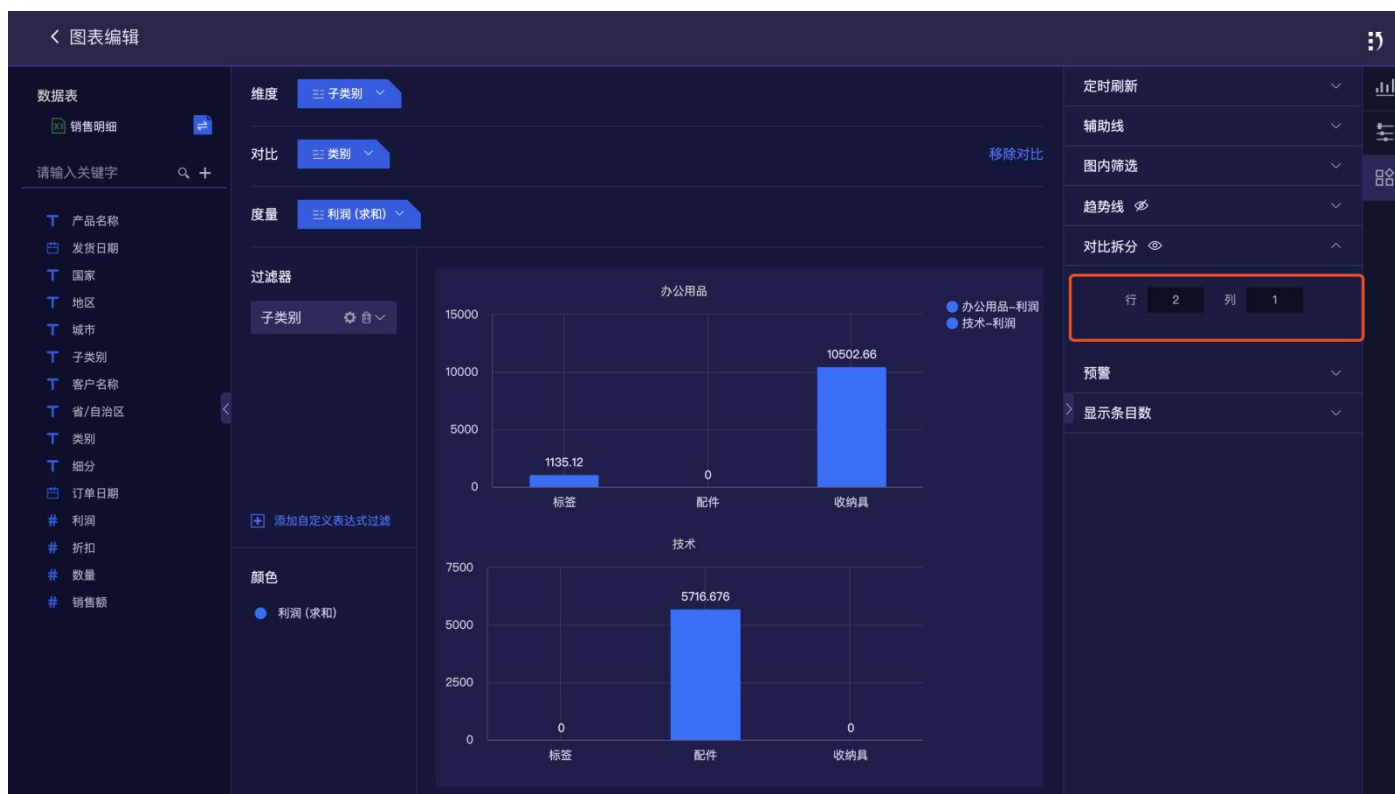 图表编辑
数据表
销售明细
请输入关键字
产品名称
发货日期
国家
地区
城市
子类别
客户名称
省/自治区
类别
细分
订单日期
利润
折扣
数量
销售额
维度 子类别
对比 类别 移除对比
度量 利润 (求和)
过滤器
子类别
添加自定义表达式过滤
颜色
利润 (求和)
办公用品
办公用品-利润
技术-利润
15000
10000
5000
0
1135.12
0
10502.66
标签 配件 收纳具
技术
7500
5000
2500
0
0
5716.676
0
标签 配件 收纳具
定时刷新
辅助线
图内筛选
趋势线
对比拆分
行 2 列 1
预警
显示条目数